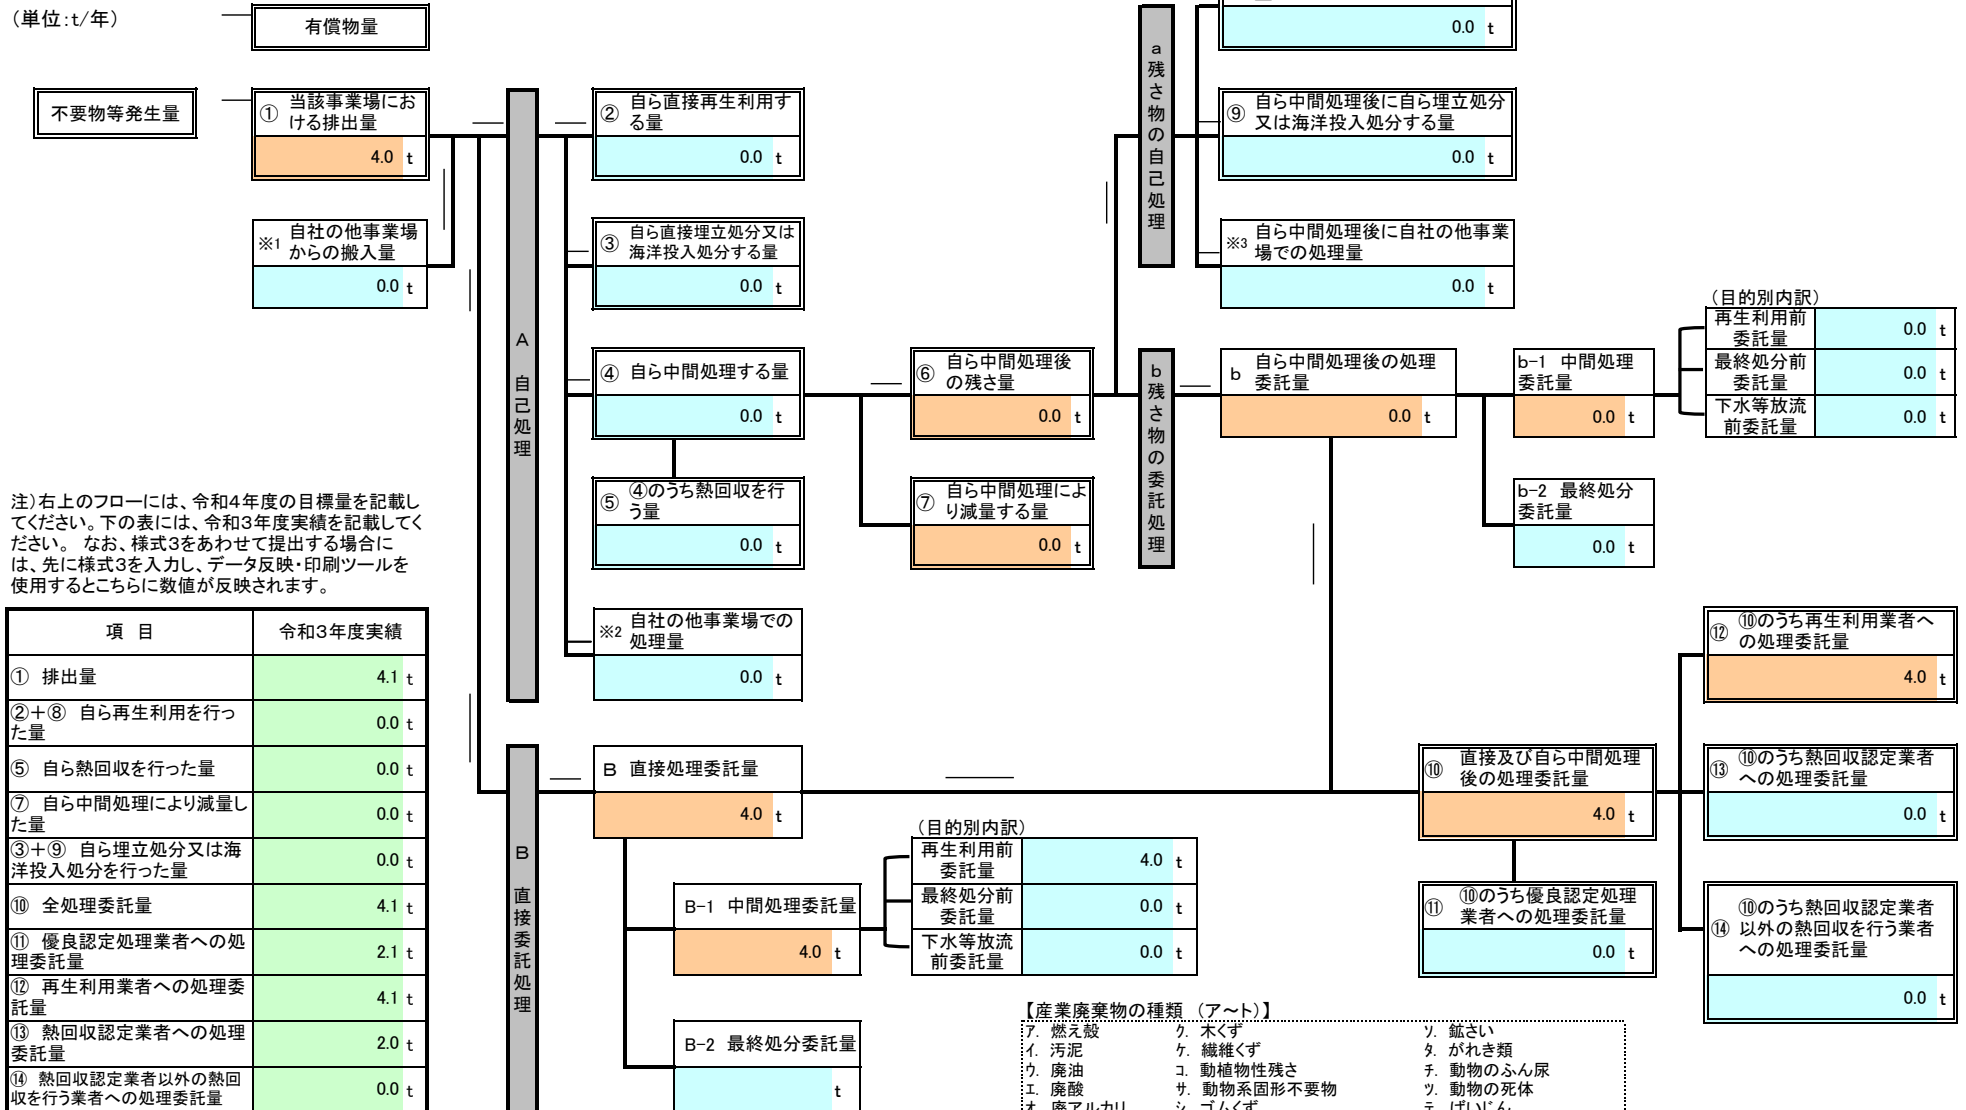 （単位:t/年）
有償物量
不要物等発生量
① 当該事業場にお
ける排出量
4.0 t
※1 自社の他事業場
からの搬入量
0.0 t
A 自己処理
② 自ら直接再生利用す
る量
0.0 t
③ 自ら直接埋立処分又は
海洋投入処分する量
0.0 t
④ 自ら中間処理する量
0.0 t
⑤ ④のうち熱回収を行
う量
0.0 t
※2 自社の他事業場での
処理量
0.0 t
⑥ 自ら中間処理後
の残さ量
0.0 t
⑦ 自ら中間処理によ
り減量する量
0.0 t
a 残さ物の自己処理
0.0 t
⑨ 自ら中間処理後に自ら埋立処分
又は海洋投入処分する量
0.0 t
※3 自ら中間処理後に自社の他事業
場での処理量
0.0 t
b 残さ物の委託処理
b 自ら中間処理後の処理
委託量
0.0 t
b-1 中間処理
委託量
0.0 t
b-2 最終処分
委託量
0.0 t
（目的別内訳）
再生利用前
委託量 0.0 t
最終処分前
委託量 0.0 t
下水等放流
前委託量 0.0 t
注）右上のフローには、令和４年度の目標量を記載し
てください。下の表には、令和３年度実績を記載してく
ださい。 なお、様式３をあわせて提出する場合に
は、先に様式３を入力し、データ反映・印刷ツールを
使用するとこちらに数値が反映されます。
項 目 令和３年度実績
① 排出量 4.1 t
②＋⑧ 自ら再生利用を行っ
た量 0.0 t
⑤ 自ら熱回収を行った量 0.0 t
⑦ 自ら中間処理により減量し
た量 0.0 t
③＋⑨ 自ら埋立処分又は海
洋投入処分を行った量 0.0 t
⑩ 全処理委託量 4.1 t
⑪ 優良認定処理業者への処
理委託量 2.1 t
⑫ 再生利用業者への処理委
託量 4.1 t
⑬ 熱回収認定業者への処理
委託量 2.0 t
⑭ 熱回収認定業者以外の熱回
収を行う業者への処理委託量 0.0 t
B 直接委託処理
B 直接処理委託量
4.0 t
B-1 中間処理委託量
4.0 t
B-2 最終処分委託量
t
（目的別内訳）
再生利用前
委託量 4.0 t
最終処分前
委託量 0.0 t
下水等放流
前委託量 0.0 t
⑩ 直接及び自ら中間処理
後の処理委託量
4.0 t
⑪ ⑩のうち優良認定処理
業者への処理委託量
0.0 t
⑫ ⑩のうち再生利用業者へ
の処理委託量
4.0 t
⑬ ⑩のうち熱回収認定業者
への処理委託量
0.0 t
⑭ ⑩のうち熱回収認定業者
以外の熱回収を行う業者
への処理委託量
0.0 t
【産業廃棄物の種類 （ア～ト）】
ｱ. 燃え殻 ｸ. 木くず ｿ. 鉱さい
ｲ. 汚泥 ｹ. 繊維くず ﾀ. がれき類
ｳ. 廃油 ｺ. 動植物性残さ ﾁ. 動物のふん尿
ｴ. 廃酸 ｻ. 動物系固形不要物 ﾂ. 動物の死体
ｵ. 廃アルカリ ｼ. ゴムくず ﾃ. ばいじん